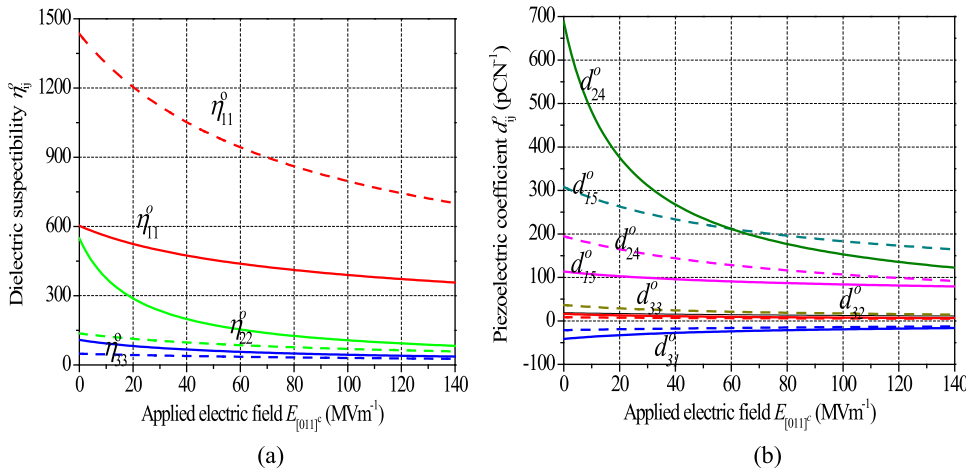 1500
1200
900
600
300
0
Dielectric suspectibility η°ij
η°11
η°11
η°22
η°33
0 20 40 60 80 100 120 140
Applied electric field E[011]c (MVm-1)
(a)
700
600
500
400
300
200
100
0
-100
Piezoelectric coefficient d°ij (pCN-1)
d°24
d°15
d°24
d°15
d°33
d°32
d°31
0 20 40 60 80 100 120 140
Applied electric field E[011]c (MVm-1)
(b)